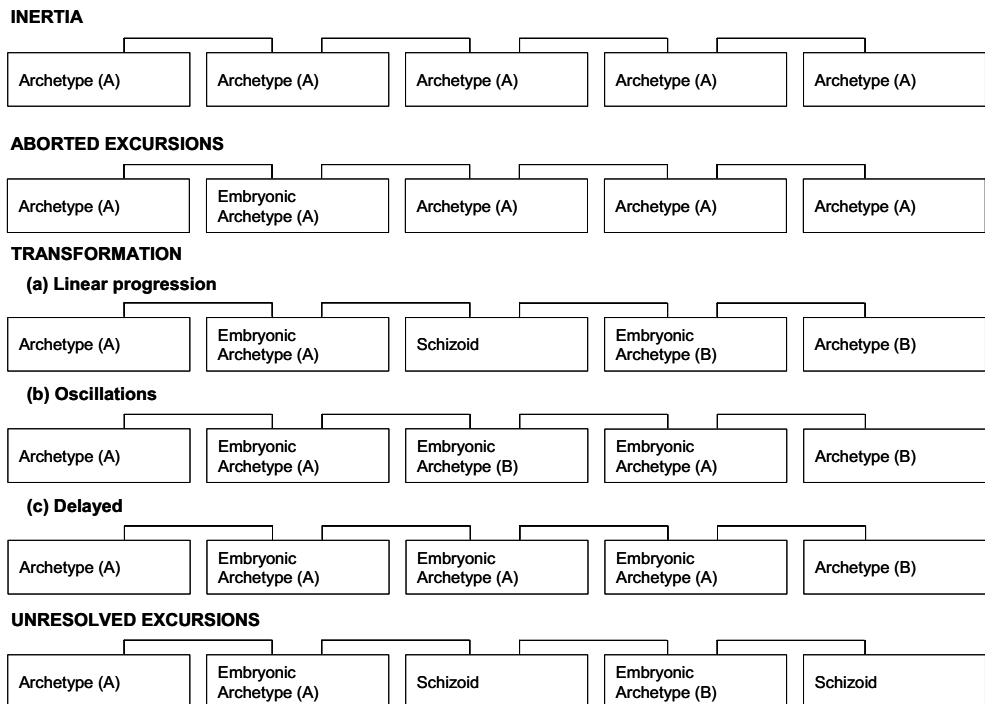 INERTIA
Archetype (A) Archetype (A) Archetype (A) Archetype (A) Archetype (A)
ABORTED EXCURSIONS
Archetype (A)
Embryonic
Archetype (A)
Archetype (A)
Archetype (A)
Archetype (A)
TRANSFORMATION
(a) Linear progression
Archetype (A)
Embryonic
Archetype (A)
Schizoid
Embryonic
Archetype (B)
Archetype (B)
(b) Oscillations
Archetype (A)
Embryonic
Archetype (A)
Embryonic
Archetype (B)
Embryonic
Archetype (A)
Archetype (B)
(c) Delayed
Archetype (A)
Embryonic
Archetype (A)
Embryonic
Archetype (A)
Embryonic
Archetype (A)
Archetype (B)
UNRESOLVED EXCURSIONS
Archetype (A)
Embryonic
Archetype (A)
Schizoid
Embryonic
Archetype (B)
Schizoid